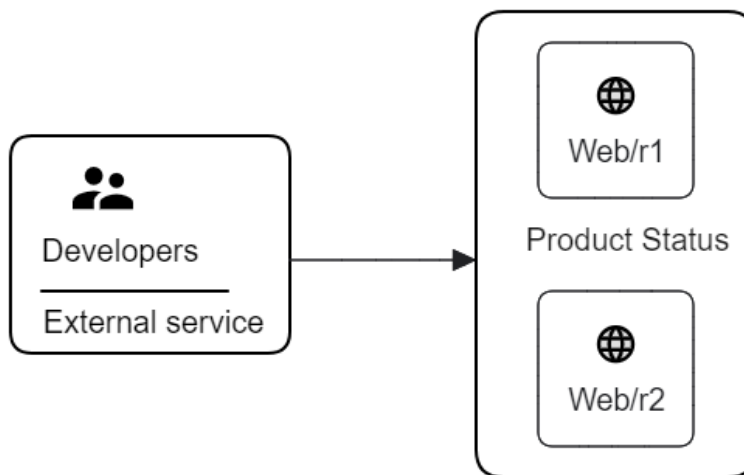 Developers
External service
Web/r1
Product Status
Web/r2